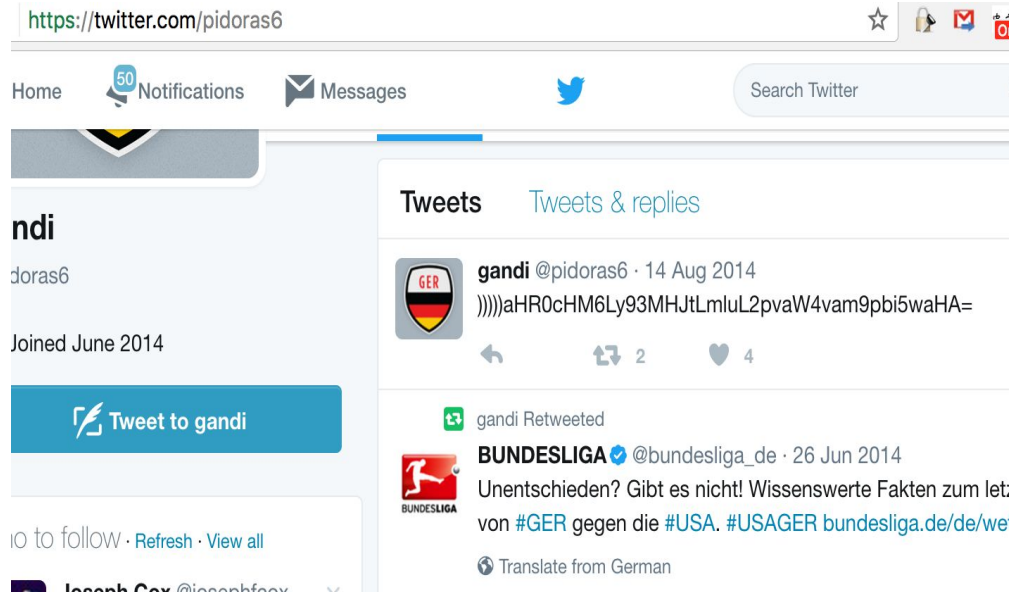 https://twitter.com/pidoras6
Home 50 Notifications Messages Search Twitter
Tweets Tweets & replies
ndi
doras6
Joined June 2014
Tweet to gandi
GER
gandi @pidoras6 · 14 Aug 2014
)))))aHR0cHM6Ly93MHJtLmluL2pvaW4vam9pbi5waHA=
2 4
gandi Retweeted
BUNDESLIGA @bundesliga_de · 26 Jun 2014
BUNDESLIGA
Unentschieden? Gibt es nicht! Wissenswerte Fakten zum letz
von #GER gegen die #USA. #USAGER bundesliga.de/de/we
Translate from German
o to follow · Refresh · View all
Joseph Cox @josephfcox